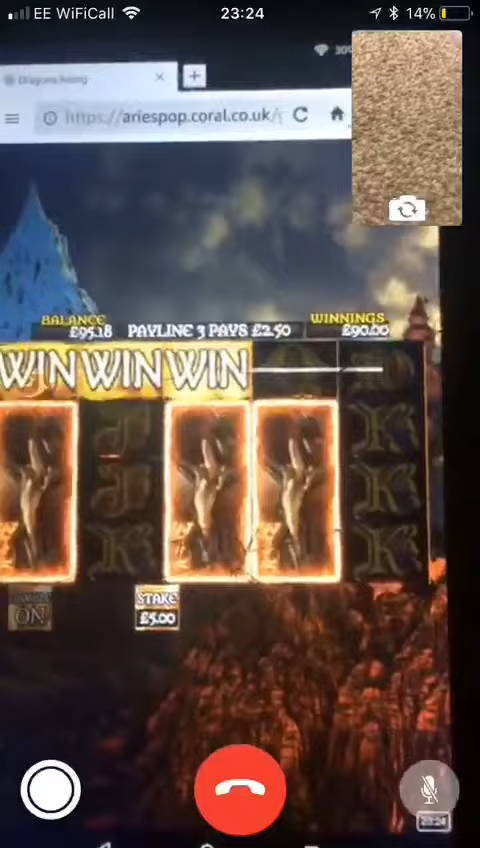 EE WiFiCall 23:24 14%
30%
Dragons Rising
https://ariespop.coral.co.uk/
BALANCE
£95.18
PAYLINE 3 PAYS £2.50
WINNINGS
£90.00
WIN WIN WIN
J K
J K
K K
ON
STAKE
£5.00
23:24